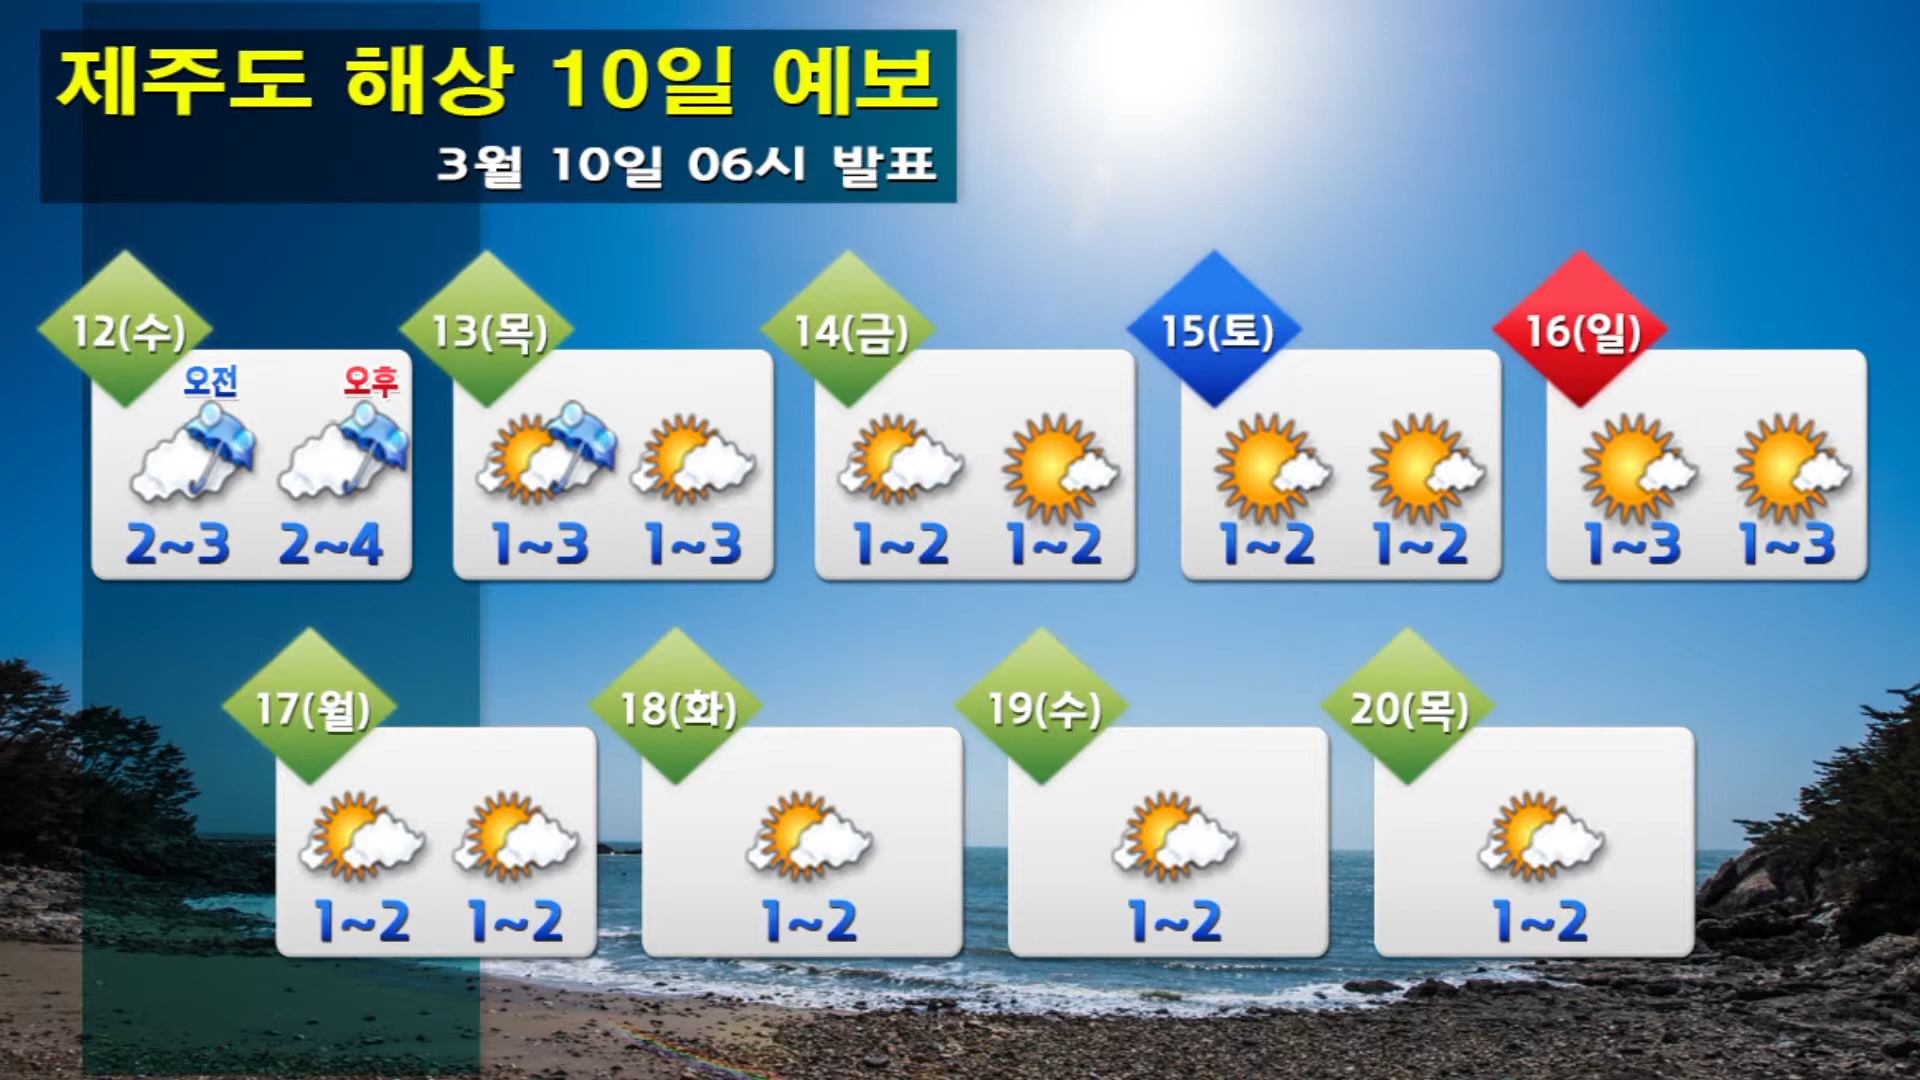 제주도 해상 10일 예보
3월 10일 06시 발표
12(수) 13(목) 14(금) 15(토) 16(일)
오전 오후
2~3 2~4 1~3 1~3 1~2 1~2 1~2 1~2 1~3 1~3
17(월) 18(화) 19(수) 20(목)
1~2 1~2 1~2 1~2 1~2